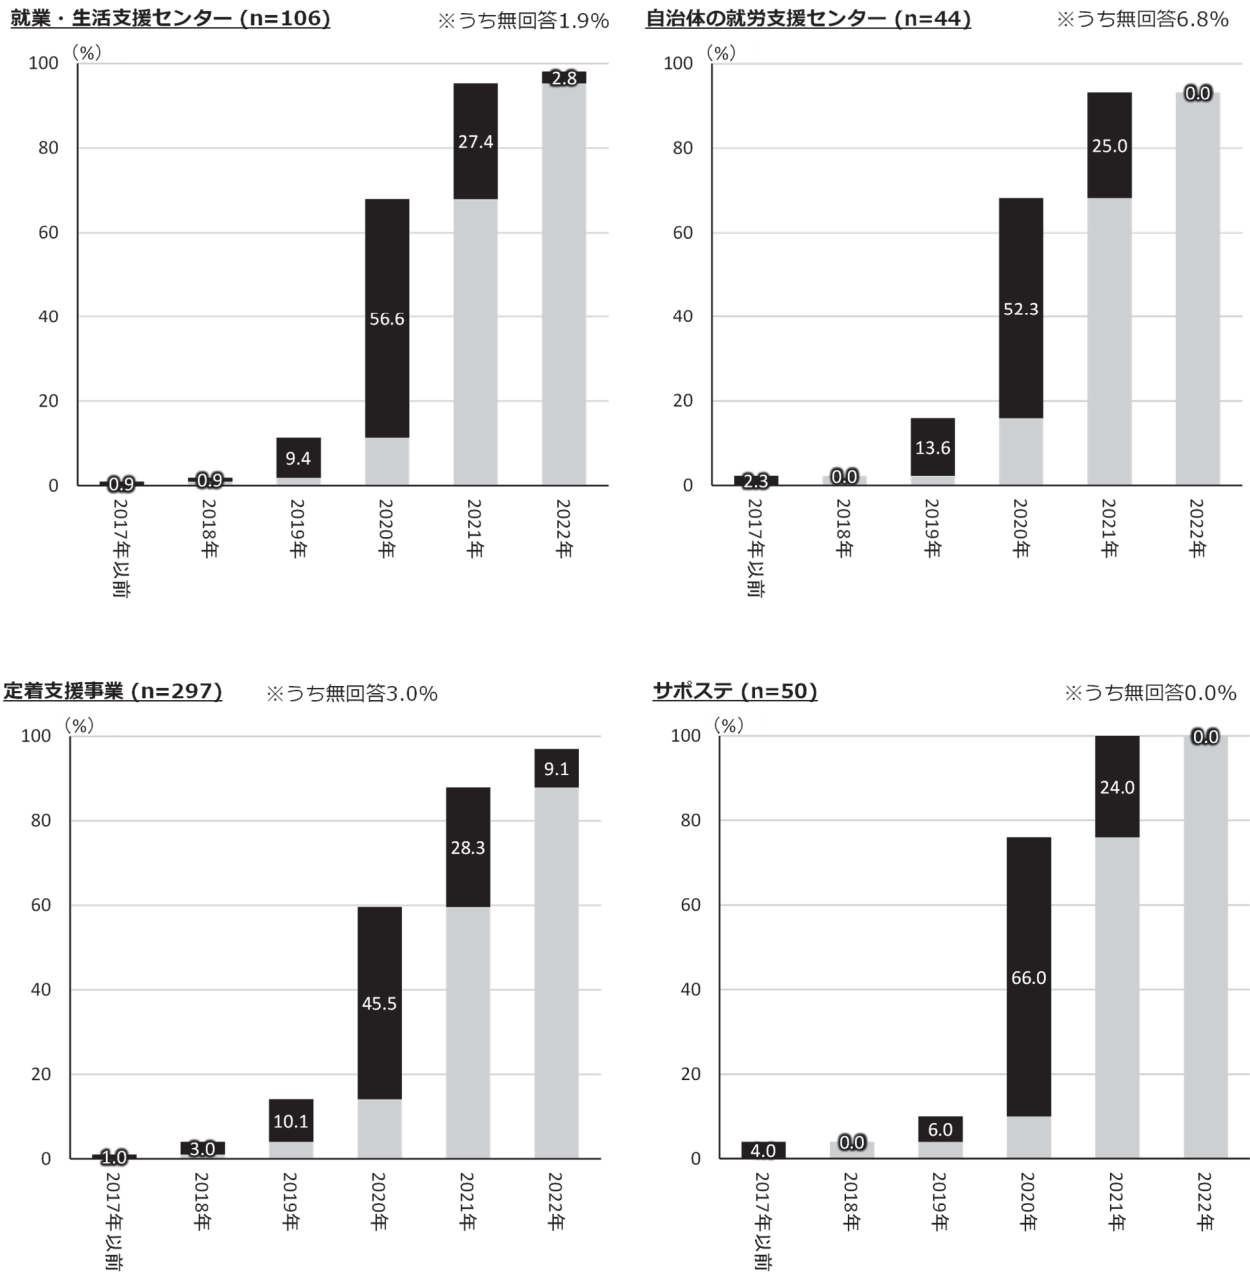 就業・生活支援センター (n=106)
※うち無回答1.9%
(%)
100
80
60
40
20
0
0.9
0.9
9.4
56.6
27.4
2.8
2017年以前
2018年
2019年
2020年
2021年
2022年
自治体の就労支援センター (n=44)
※うち無回答6.8%
(%)
100
80
60
40
20
0
2.3
0.0
13.6
52.3
25.0
0.0
2017年以前
2018年
2019年
2020年
2021年
2022年
定着支援事業 (n=297)
※うち無回答3.0%
(%)
100
80
60
40
20
0
1.0
3.0
10.1
45.5
28.3
9.1
2017年以前
2018年
2019年
2020年
2021年
2022年
サポステ (n=50)
※うち無回答0.0%
(%)
100
80
60
40
20
0
4.0
0.0
6.0
66.0
24.0
0.0
2017年以前
2018年
2019年
2020年
2021年
2022年